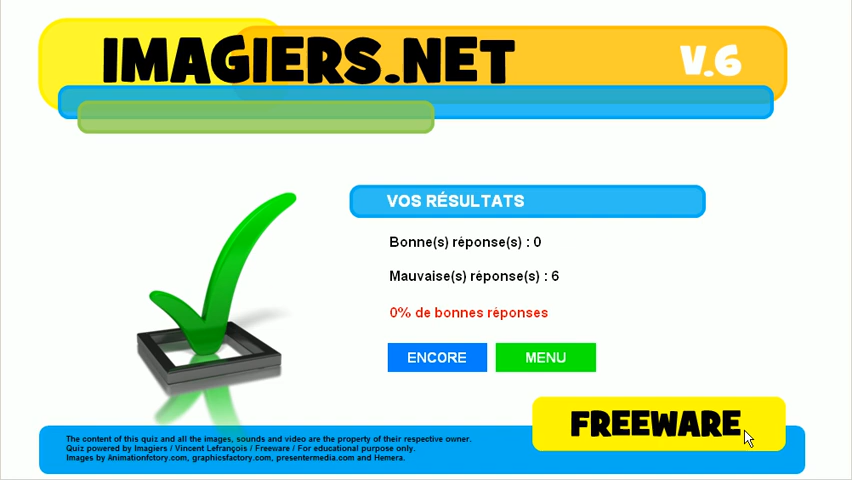 IMAGIERS.NET
V.6
VOS RÉSULTATS
Bonne(s) réponse(s) : 0
Mauvaise(s) réponse(s) : 6
0% de bonnes réponses
ENCORE
MENU
FREEWARE
The content of this quiz and all the images, sounds and video are the property of their respective owner.
Quiz powered by Imagiers / Vincent Lefrançois / Freeware / For educational purpose only.
Images by Animationfctory.com, graphicsfactory.com, presentermedia.com and Hemera.